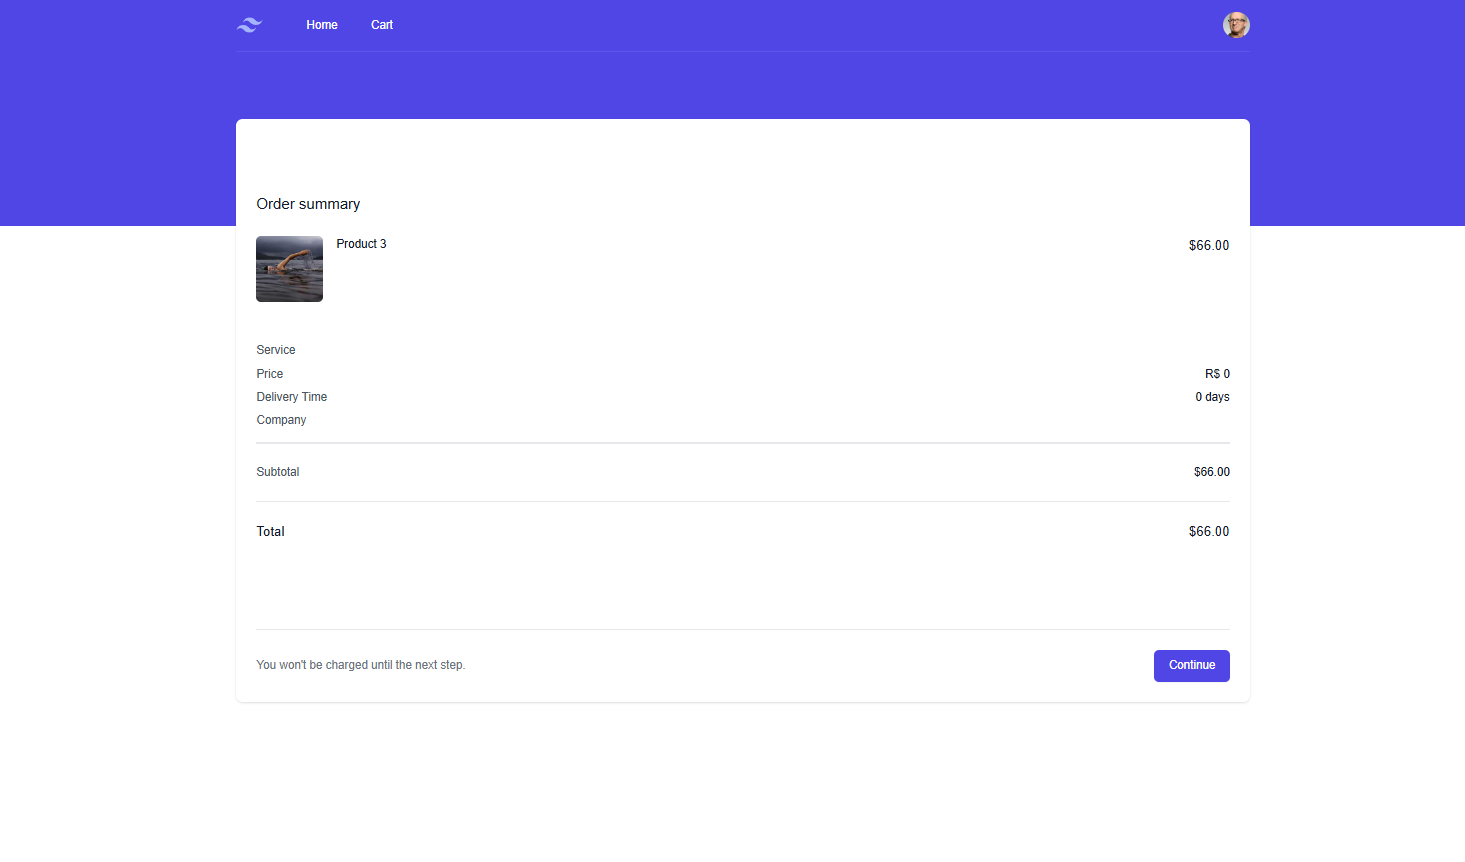 Home Cart
Order summary
Product 3 $66.00
Service
Price R$ 0
Delivery Time 0 days
Company
Subtotal $66.00
Total $66.00
You won't be charged until the next step. Continue